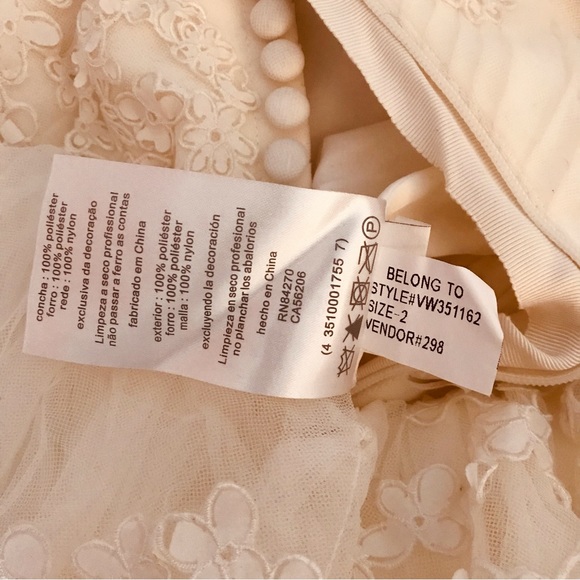 concha : 100% poliéster
forro : 100% poliéster
rede : 100% nylon
exclusiva da decoração
Limpeza a seco profissional
não passar a ferro as contas
fabricado em China
exterior : 100% poliéster
forro : 100% poliéster
malla : 100% nylon
excluyendo la decoración
Limpieza en seco profesional
no planchar los abalorios
hecho en China
RN84270
CA56206
(4 3510001755 7)
P
BELONG TO
STYLE#VW351162
SIZE-2
VENDOR#298